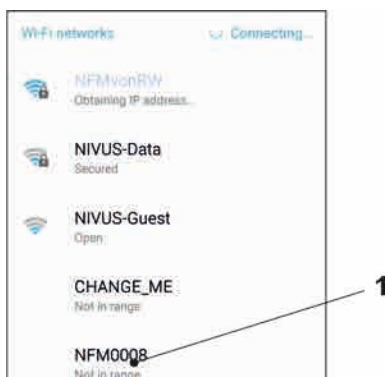 Wi-Fi networks Connecting...
NFMvonRW
Obtaining IP address...
NIVUS-Data
Secured
NIVUS-Guest
Open
CHANGE_ME
Not in range
1
NFM0008
Not in range